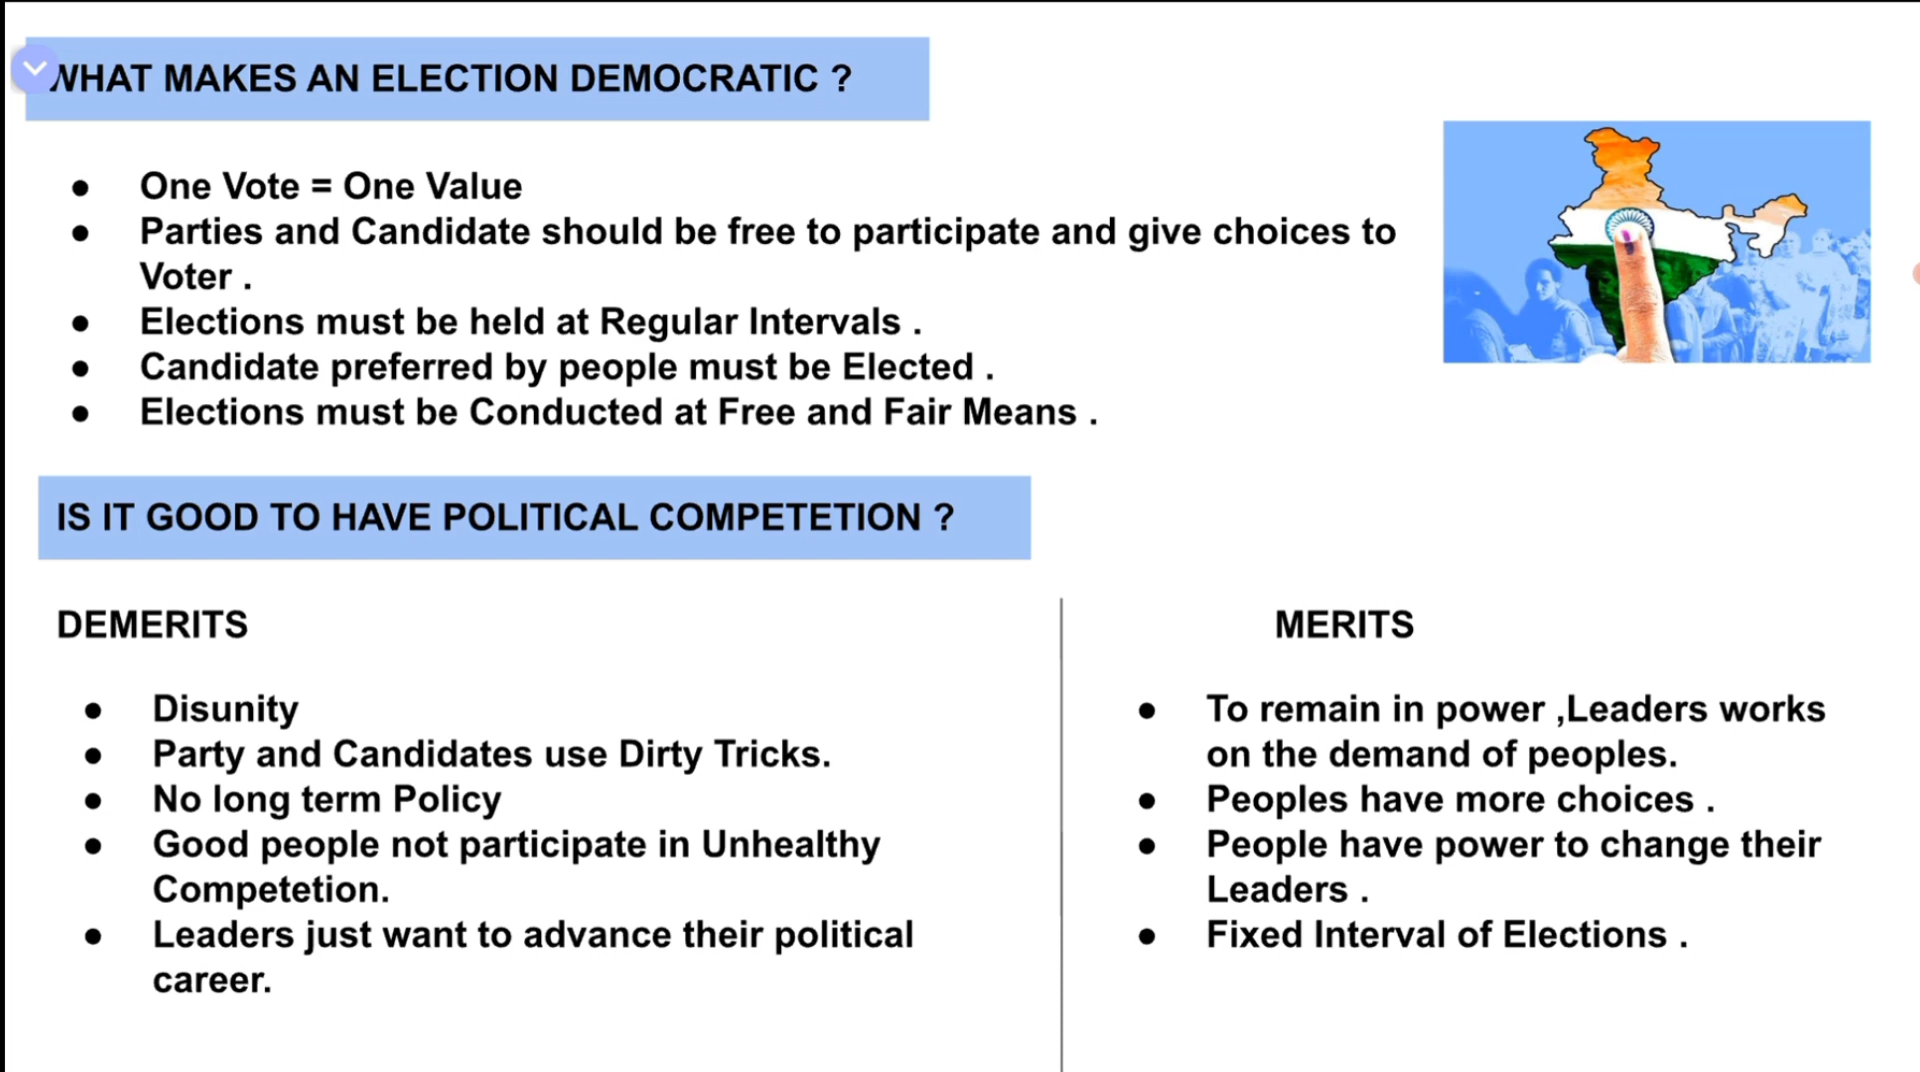 WHAT MAKES AN ELECTION DEMOCRATIC ?
● One Vote = One Value
● Parties and Candidate should be free to participate and give choices to
Voter .
● Elections must be held at Regular Intervals .
● Candidate preferred by people must be Elected .
● Elections must be Conducted at Free and Fair Means .
IS IT GOOD TO HAVE POLITICAL COMPETETION ?
DEMERITS
● Disunity
● Party and Candidates use Dirty Tricks.
● No long term Policy
● Good people not participate in Unhealthy
Competetion.
● Leaders just want to advance their political
career.
MERITS
● To remain in power ,Leaders works
on the demand of peoples.
● Peoples have more choices .
● People have power to change their
Leaders .
● Fixed Interval of Elections .